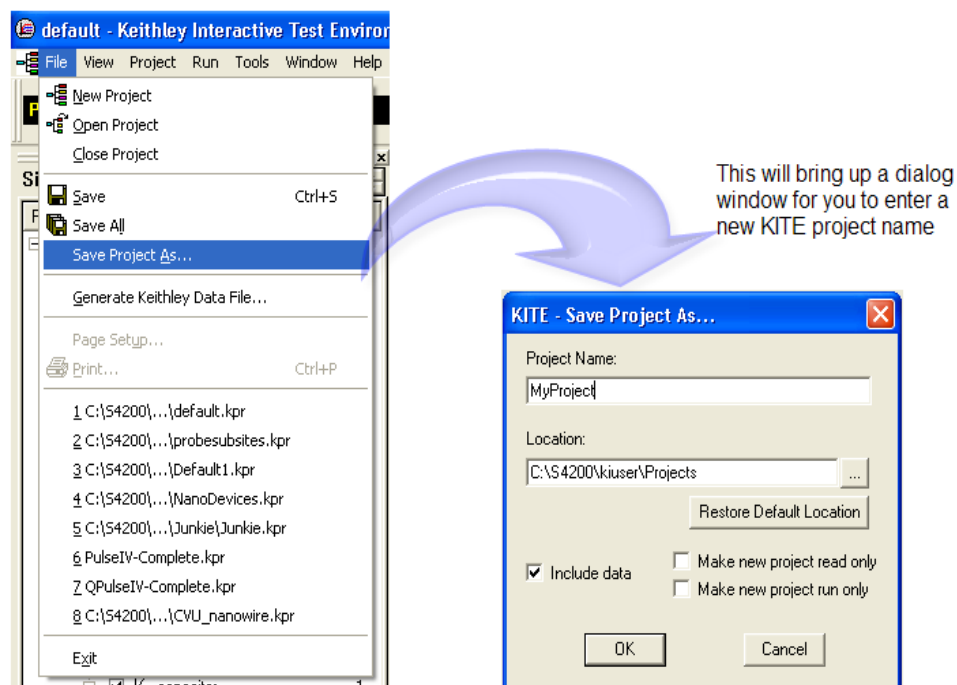 default - Keithley Interactive Test Enviror
File View Project Run Tools Window Help
New Project
Open Project
Close Project
Si
Save Ctrl+S
Save All
Save Project As...
Generate Keithley Data File...
Page Setup...
Print... Ctrl+P
1 C:\S4200\...\default.kpr
2 C:\S4200\...\probesubsites.kpr
3 C:\S4200\...\Default1.kpr
4 C:\S4200\...\NanoDevices.kpr
5 C:\S4200\...\Junkie\Junkie.kpr
6 PulseIV-Complete.kpr
7 QPulseIV-Complete.kpr
8 C:\S4200\...\CVU_nanowire.kpr
Exit
This will bring up a dialog
window for you to enter a
new KITE project name
KITE - Save Project As...
Project Name:
MyProject
Location:
C:\S4200\kiuser\Projects ...
Restore Default Location
Include data
Make new project read only
Make new project run only
OK Cancel